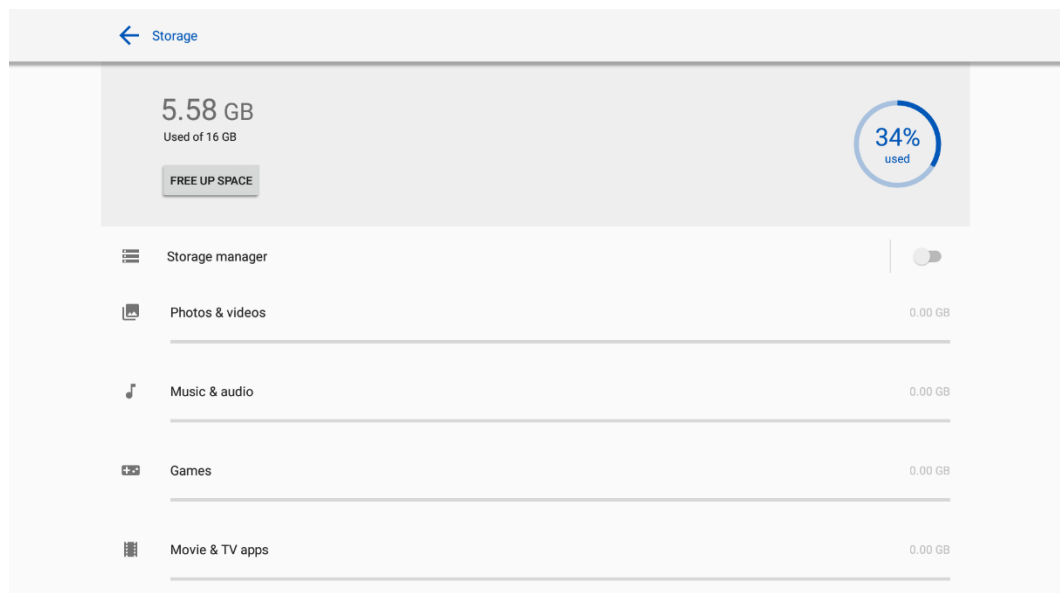 Storage
5.58 GB
Used of 16 GB
FREE UP SPACE
34%
used
Storage manager
Photos & videos
0.00 GB
Music & audio
0.00 GB
Games
0.00 GB
Movie & TV apps
0.00 GB